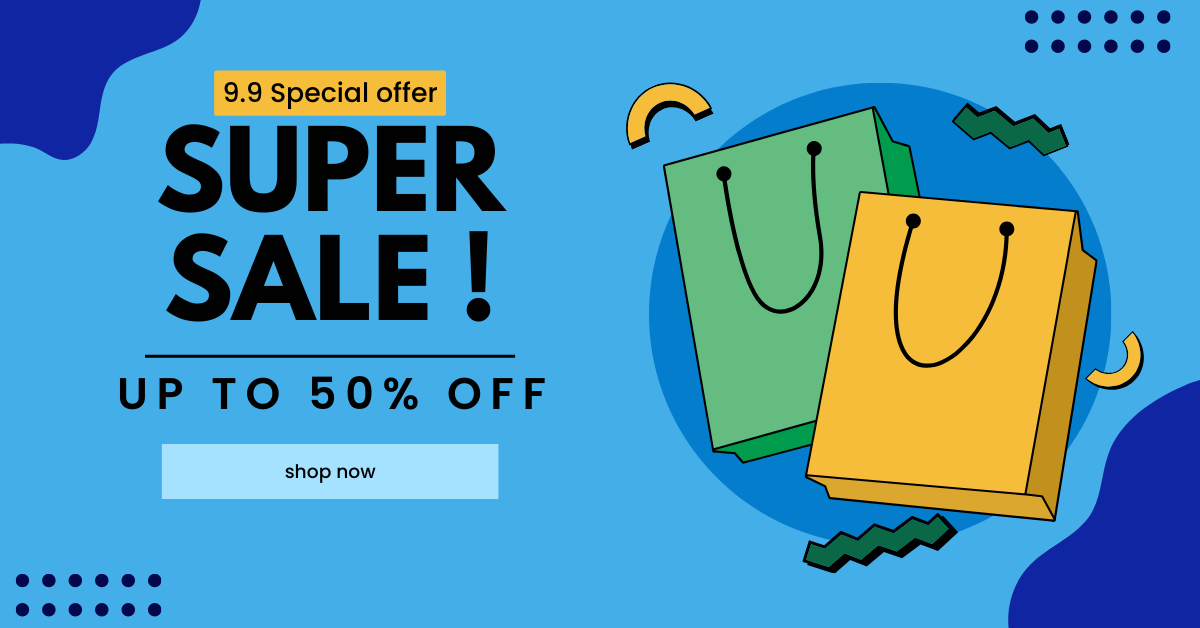 9.9 Special offer
SUPER
SALE !
UP TO 50% OFF
shop now